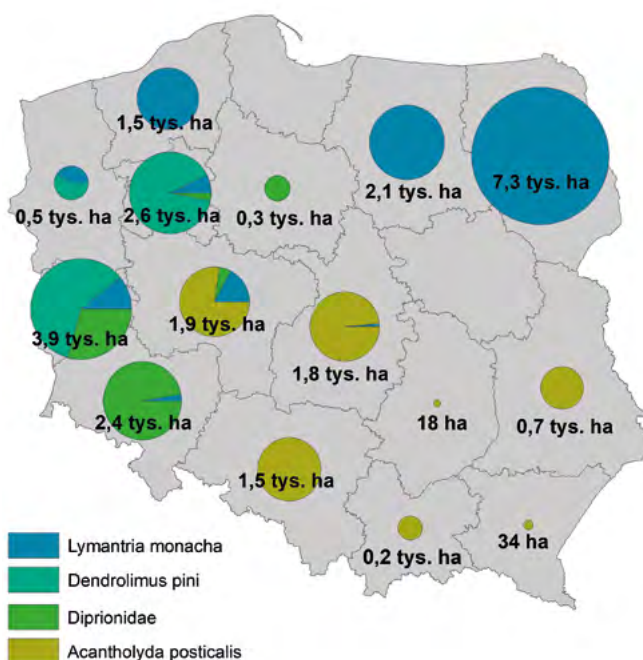 1,5 tys. ha
7,3 tys. ha
2,1 tys. ha
0,5 tys. ha
2,6 tys. ha
0,3 tys. ha
3,9 tys. ha
1,9 tys. ha
1,8 tys. ha
2,4 tys. ha
18 ha
0,7 tys. ha
1,5 tys. ha
0,2 tys. ha
34 ha
Lymantria monacha
Dendrolimus pini
Diprionidae
Acantholyda posticalis